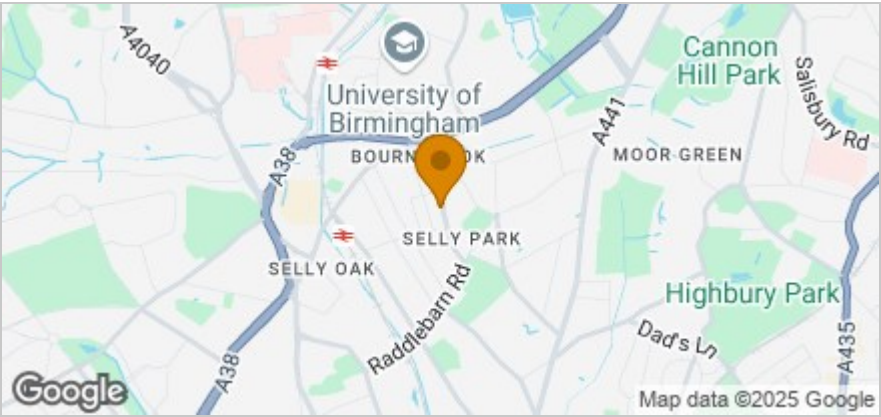 A4040
Cannon
Hill Park
Salisbury Rd
University of
Birmingham
A441
A38
MOOR GREEN
SELLY PARK
SELLY OAK
Raddlebarn Rd
Highbury Park
Dad's Ln
A435
A38
Google
Map data ©2025 Google